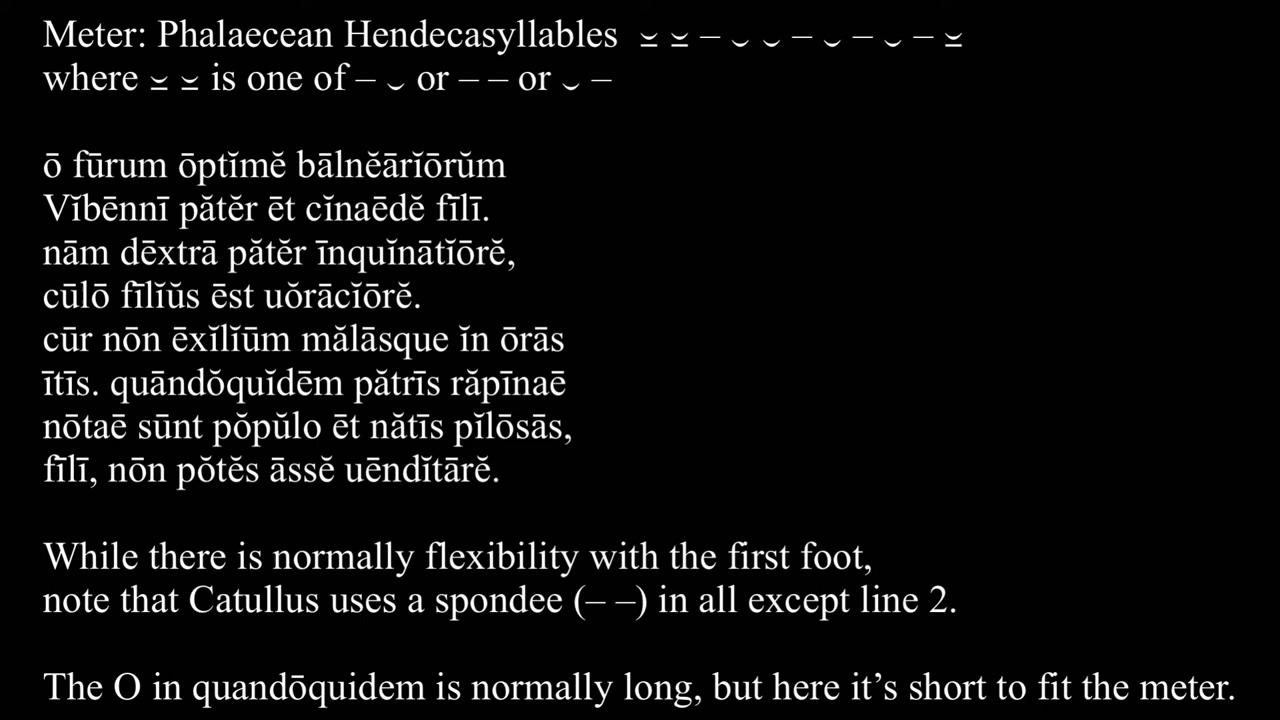 Meter: Phalaecean Hendecasyllables ⏓ ⏓ – ⏑ ⏑ – ⏑ – ⏑ – ⏓
where ⏓ ⏓ is one of – ⏑ or – – or ⏑ –
ō fūrum ōptĭmĕ bālnĕārĭōrŭm
Vĭbēnnī pătĕr ēt cĭnaēdĕ fīlī.
nām dēxtrā pătĕr īnquĭnātĭōrĕ,
cūlō fīlĭŭs ēst uŏrācĭōrĕ.
cūr nōn ēxĭlĭūm mălāsque ĭn ōrās
ītīs. quāndŏquĭdēm pătrīs răpīnaē
nōtaē sūnt pŏpŭlo ēt nătīs pĭlōsās,
fīlī, nōn pŏtĕs āssĕ uēndĭtārĕ.
While there is normally flexibility with the first foot,
note that Catullus uses a spondee (– –) in all except line 2.
The O in quandōquidem is normally long, but here it’s short to fit the meter.